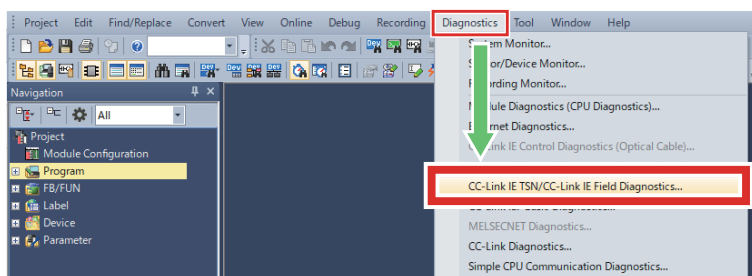 Project Edit Find/Replace Convert View Online Debug Recording Diagnostics Tool Window Help
Monitor...
/Device Monitor...
Monitor...
Navigation
Diagnostics (CPU Diagnostics)...
All
Diagnostics...
Project
IE Control Diagnostics (Optical Cable)...
Module Configuration
Program
CC-Link IE TSN/CC-Link IE Field Diagnostics...
FB/FUN
Label
MELSECNET Diagnostics...
Device
CC-Link Diagnostics...
Parameter
Simple CPU Communication Diagnostics...